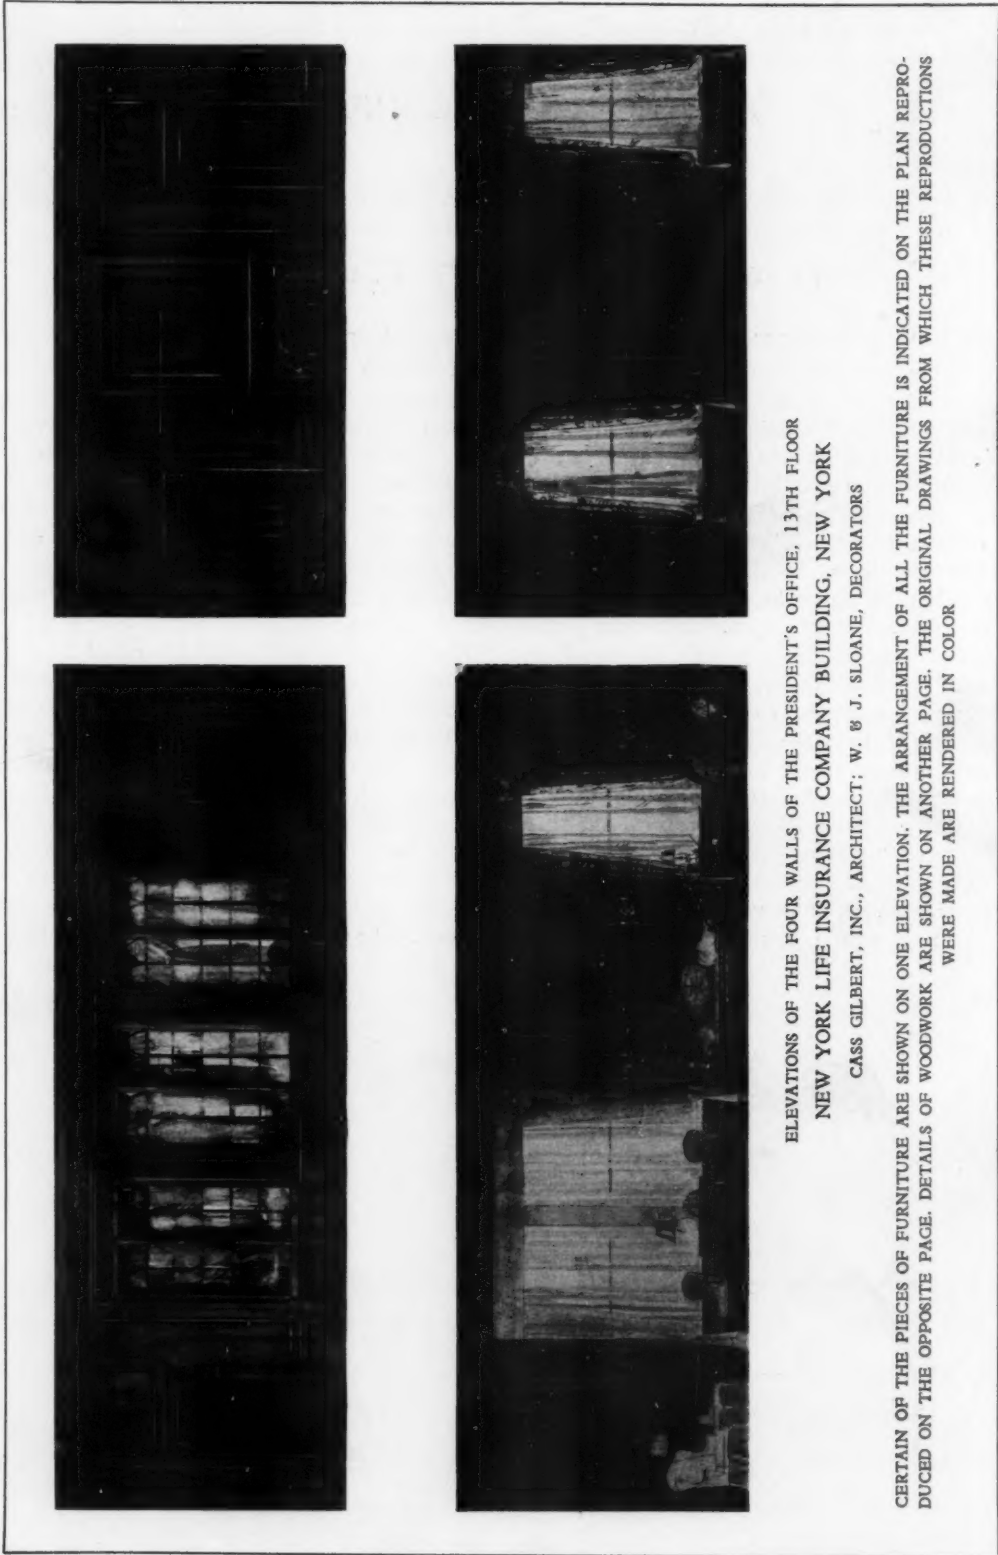 ELEVATIONS OF THE FOUR WALLS OF THE PRESIDENT'S OFFICE, 13TH FLOOR
NEW YORK LIFE INSURANCE COMPANY BUILDING, NEW YORK
CASS GILBERT, INC., ARCHITECT; W. & J. SLOANE, DECORATORS
CERTAIN OF THE PIECES OF FURNITURE ARE SHOWN ON ONE ELEVATION. THE ARRANGEMENT OF ALL THE FURNITURE IS INDICATED ON THE PLAN REPRO-
DUCED ON THE OPPOSITE PAGE. DETAILS OF WOODWORK ARE SHOWN ON ANOTHER PAGE. THE ORIGINAL DRAWINGS FROM WHICH THESE REPRODUCTIONS
WERE MADE ARE RENDERED IN COLOR